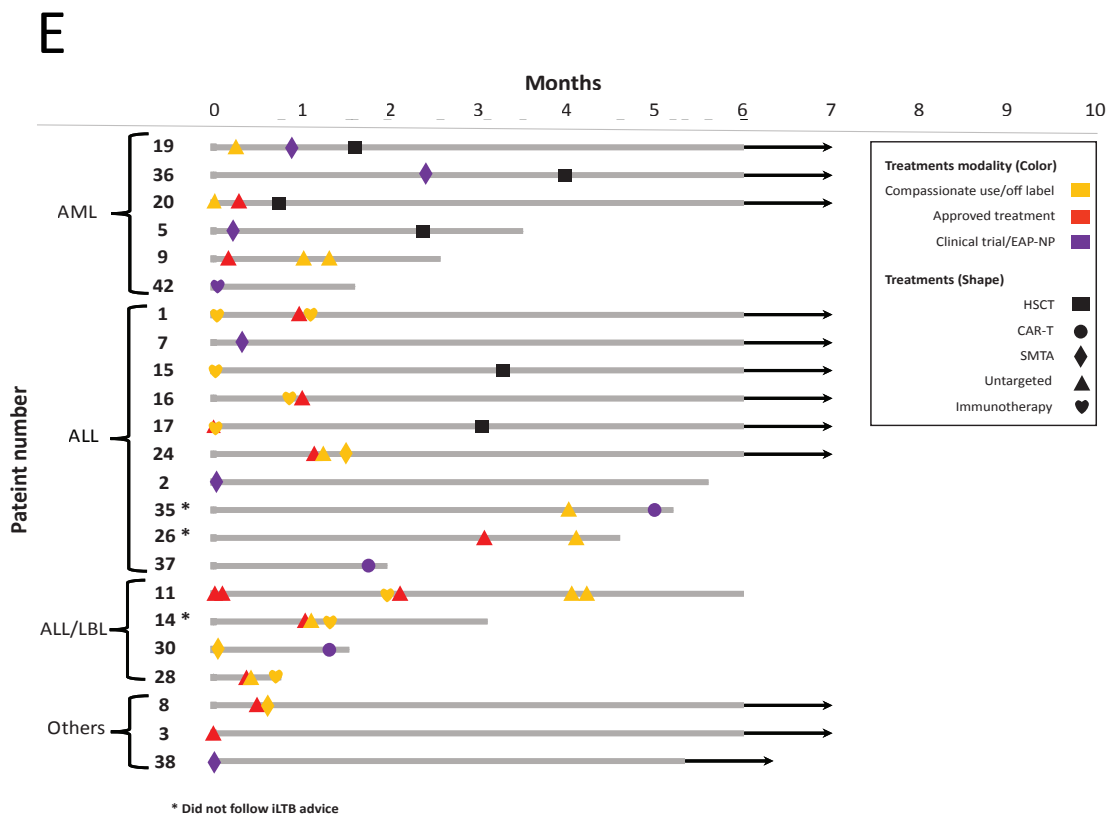 E
Months
0 1 2 3 4 5 6 7 8 9 10
Pateint number
AML
19
36
20
5
9
42
ALL
1
7
15
16
17
24
2
35 *
26 *
37
ALL/LBL
11
14 *
30
28
Others
8
3
38
Treatments modality (Color)
Compassionate use/off label
Approved treatment
Clinical trial/EAP-NP
Treatments (Shape)
HSCT
CAR-T
SMTA
Untargeted
Immunotherapy
* Did not follow iLTB advice